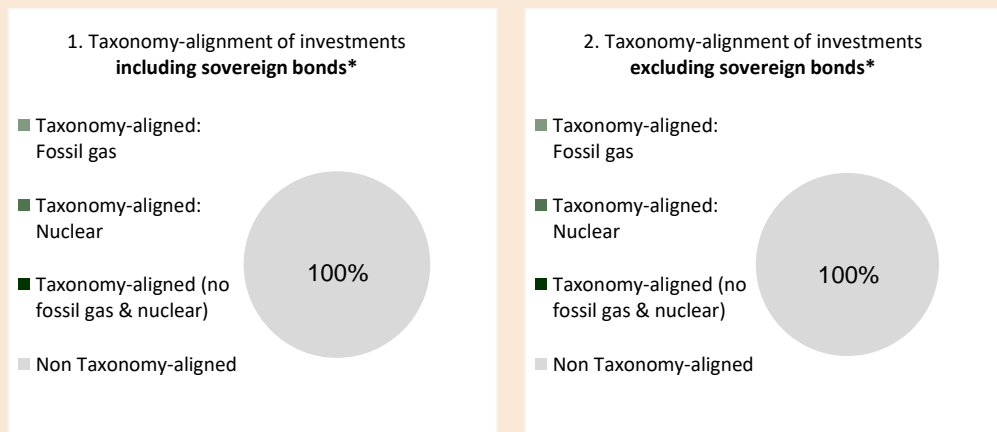 1. Taxonomy-alignment of investments
including sovereign bonds*
Taxonomy-aligned:
Fossil gas
Taxonomy-aligned:
Nuclear
Taxonomy-aligned (no
fossil gas & nuclear)
Non Taxonomy-aligned
100%
2. Taxonomy-alignment of investments
excluding sovereign bonds*
Taxonomy-aligned:
Fossil gas
Taxonomy-aligned:
Nuclear
Taxonomy-aligned (no
fossil gas & nuclear)
Non Taxonomy-aligned
100%